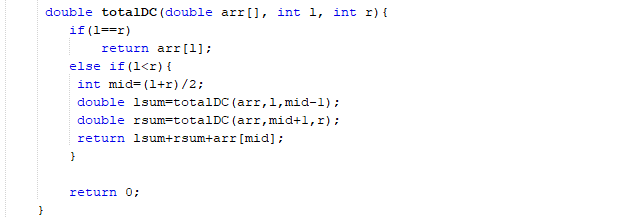 double totalDC(double arr[], int l, int r){
if(l==r)
return arr[l];
else if(l<r){
int mid=(l+r)/2;
double lsum=totalDC(arr,l,mid-1);
double rsum=totalDC(arr,mid+1,r);
return lsum+rsum+arr[mid];
}
return 0;
}